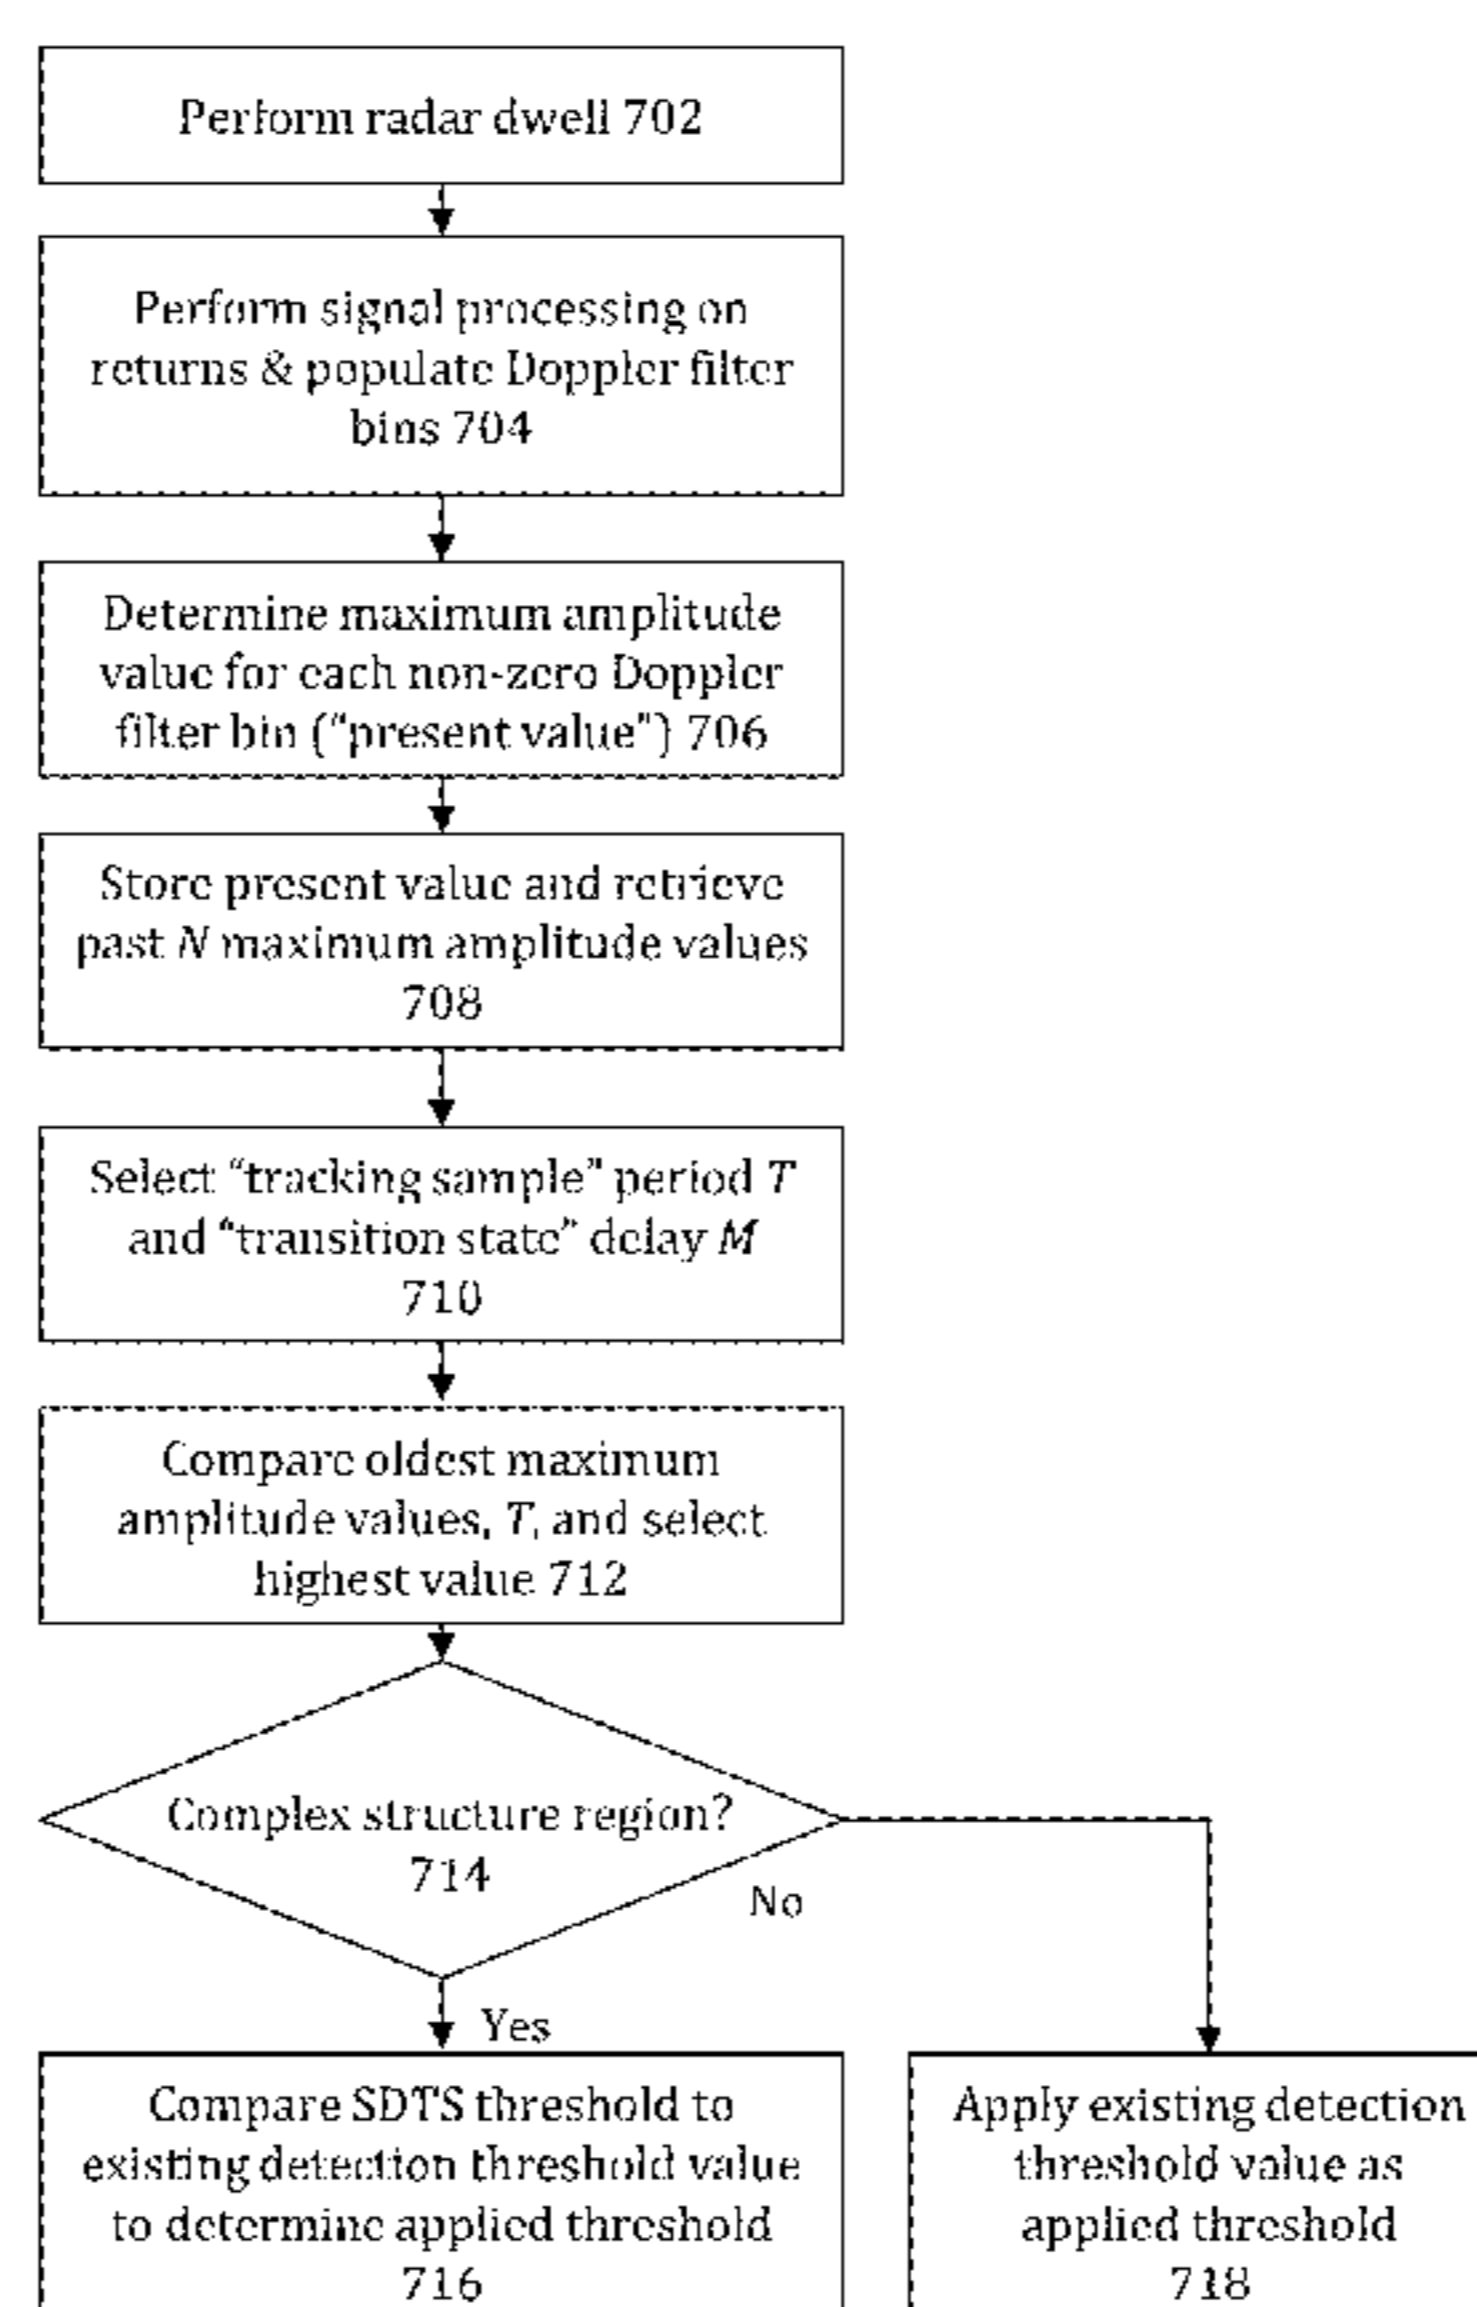 Perform radar dwell 702
Perform signal processing on
returns & populate Doppler filter
bins 704
Determine maximum amplitude
value for each non-zero Doppler
filter bin (“present value”) 706
Store present value and retrieve
past N maximum amplitude values
708
Select “tracking sample” period T
and “transition state” delay M
710
Compare oldest maximum
amplitude values, T, and select
highest value 712
Complex structure region?
714
No
Yes
Compare SDTS threshold to
existing detection threshold value
to determine applied threshold
716
Apply existing detection
threshold value as
applied threshold
718